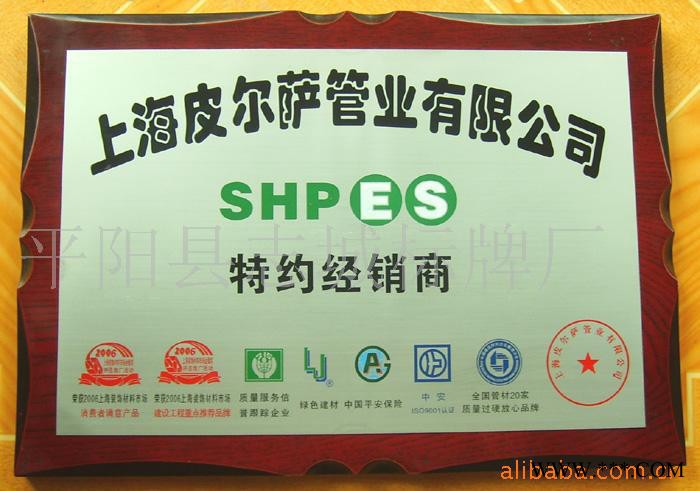 上海皮尔萨管业有限公司
SHPES
平阳县志城标牌厂
特约经销商
2006
2006
荣获2006上海装饰材料市场
消费者满意产品
荣获2006上海装饰材料市场
建设工程重点推荐品牌
质量服务信
誉跟踪企业
LJ
绿色建材
中国平安保险
中安
ISO9001认证
全国管材20家
质量过硬放心品牌
上海皮尔萨管业有限公司
alibaba.com.cn